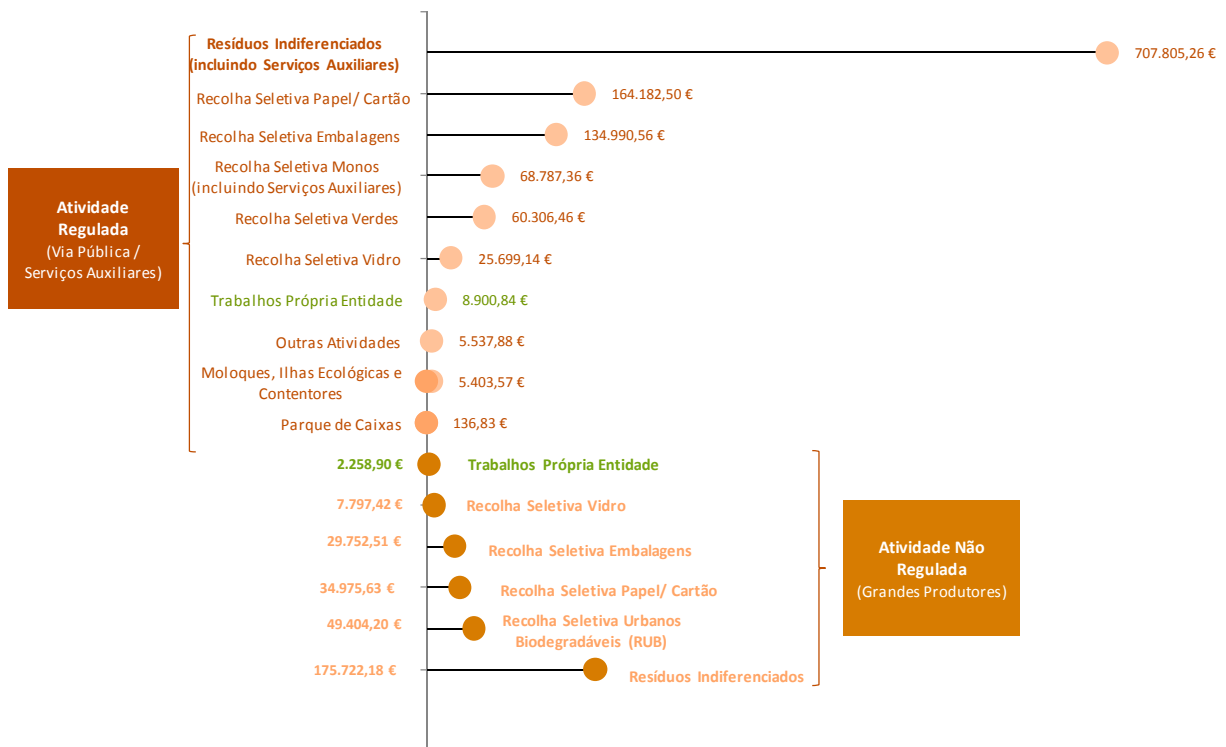 Resíduos Indiferenciados
(incluindo Serviços Auxiliares)
707.805,26 €
Recolha Seletiva Papel/ Cartão
164.182,50 €
Recolha Seletiva Embalagens
134.990,56 €
Recolha Seletiva Monos
(incluindo Serviços Auxiliares)
68.787,36 €
Recolha Seletiva Verdes
60.306,46 €
Recolha Seletiva Vidro
25.699,14 €
Trabalhos Própria Entidade
8.900,84 €
Outras Atividades
5.537,88 €
Moloques, Ilhas Ecológicas e
Contentores
5.403,57 €
Parque de Caixas
136,83 €
Atividade
Regulada
(Via Pública /
Serviços Auxiliares)
2.258,90 €
Trabalhos Própria Entidade
7.797,42 €
Recolha Seletiva Vidro
29.752,51 €
Recolha Seletiva Embalagens
34.975,63 €
Recolha Seletiva Papel/ Cartão
49.404,20 €
Recolha Seletiva Urbanos
Biodegradáveis (RUB)
175.722,18 €
Resíduos Indiferenciados
Atividade Não
Regulada
(Grandes Produtores)